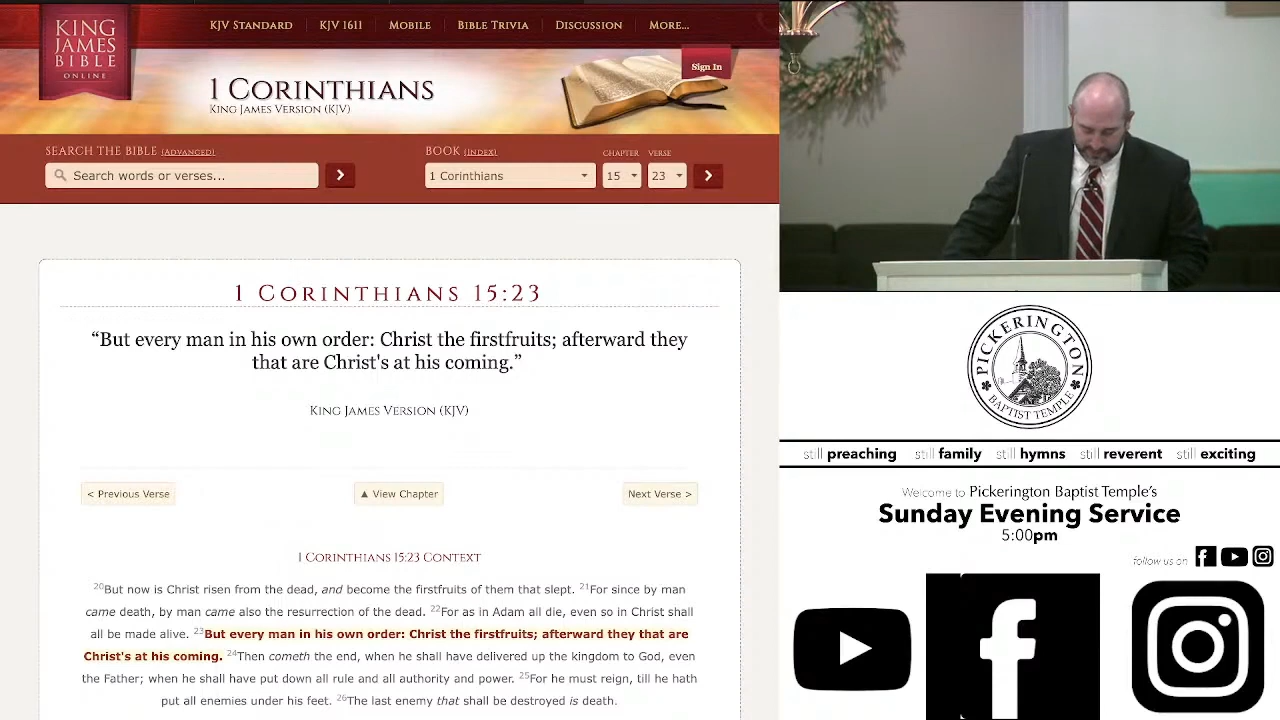 KING
JAMES
BIBLE
ONLINE
KJV STANDARD KJV 1611 MOBILE BIBLE TRIVIA DISCUSSION MORE...
Sign In
1 CORINTHIANS
KING JAMES VERSION (KJV)
SEARCH THE BIBLE (ADVANCED)
Search words or verses...
BOOK (INDEX) CHAPTER VERSE
1 Corinthians 15 23
1 CORINTHIANS 15:23
“But every man in his own order: Christ the firstfruits; afterward they
that are Christ's at his coming.”
KING JAMES VERSION (KJV)
< Previous Verse ▲ View Chapter Next Verse >
1 CORINTHIANS 15:23 CONTEXT
20But now is Christ risen from the dead, and become the firstfruits of them that slept. 21For since by man
came death, by man came also the resurrection of the dead. 22For as in Adam all die, even so in Christ shall
all be made alive. 23But every man in his own order: Christ the firstfruits; afterward they that are
Christ's at his coming. 24Then cometh the end, when he shall have delivered up the kingdom to God, even
the Father; when he shall have put down all rule and all authority and power. 25For he must reign, till he hath
put all enemies under his feet. 26The last enemy that shall be destroyed is death.
PICKERINGTON
BAPTIST TEMPLE
still preaching still family still hymns still reverent still exciting
Welcome to Pickerington Baptist Temple's
Sunday Evening Service
5:00pm
follow us on